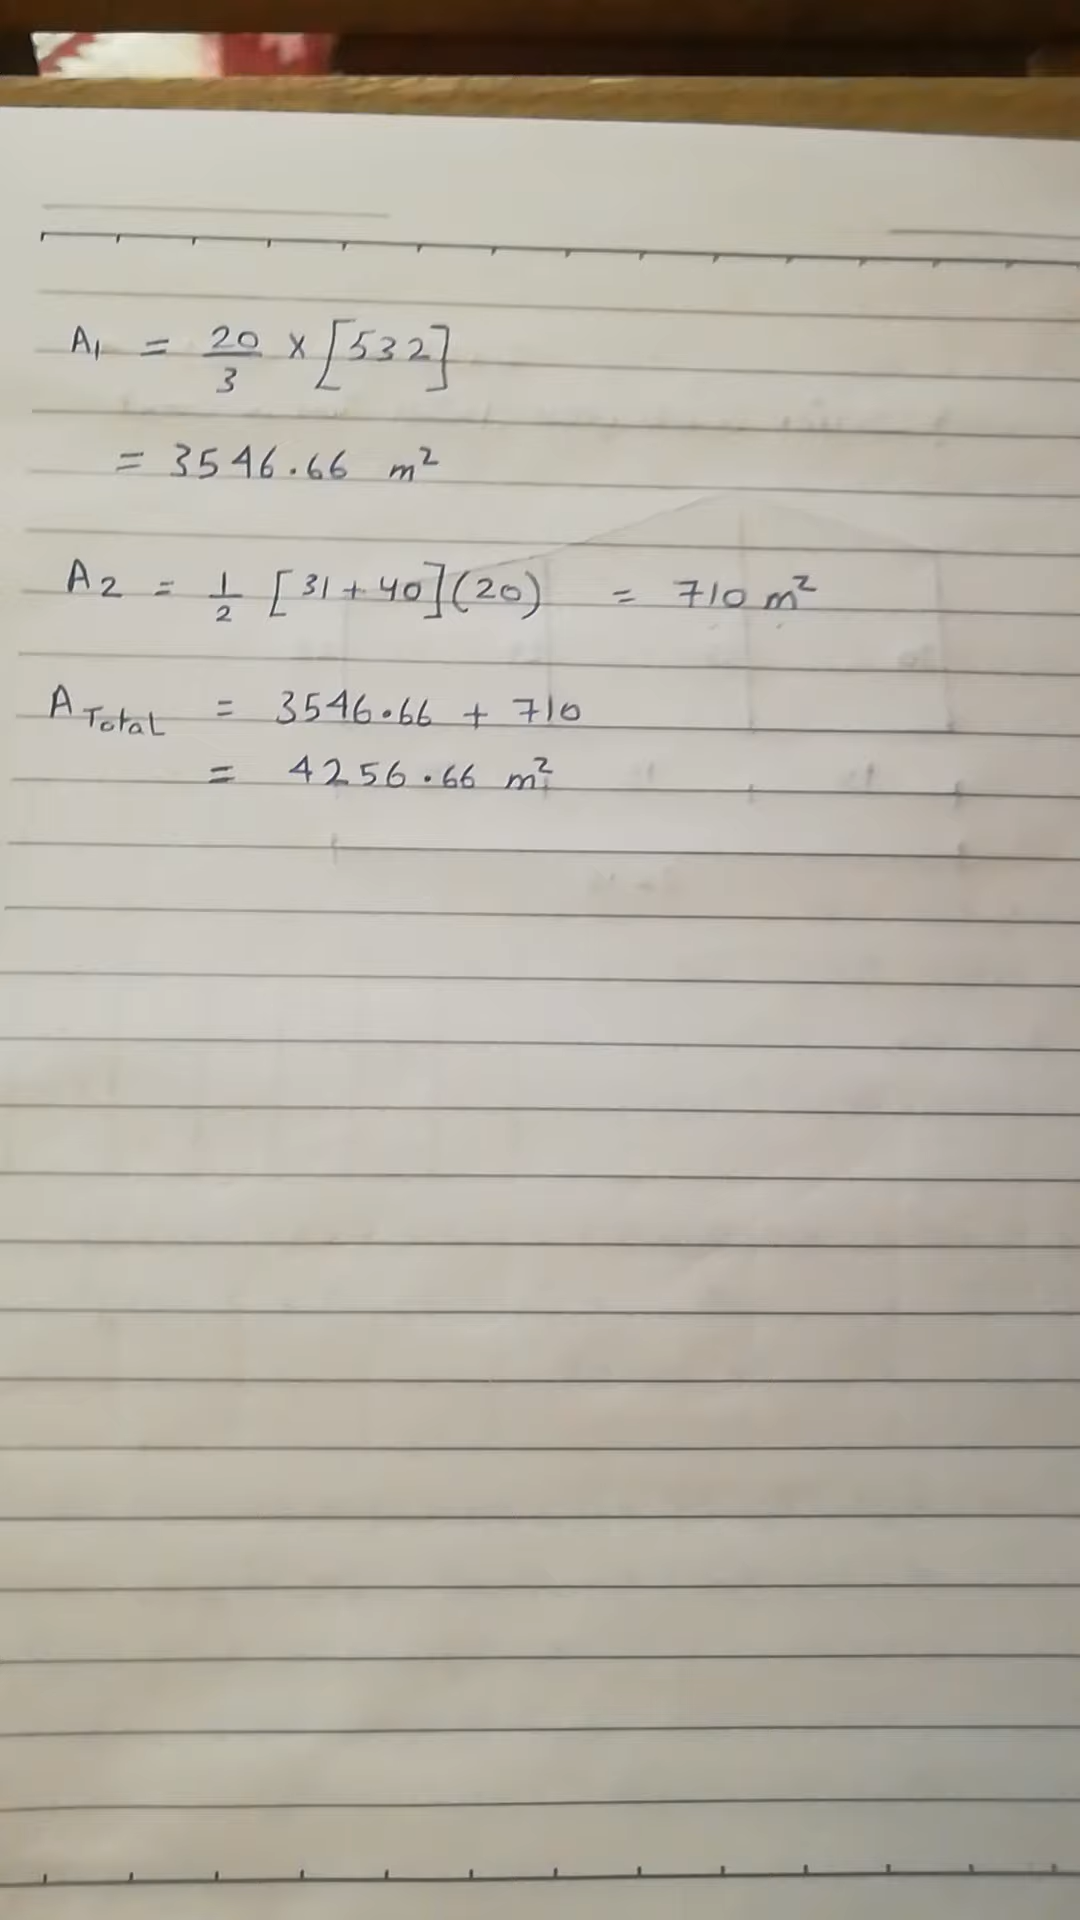 A1 = 20/3 × [532]
= 3546.66 m²
A2 = 1/2 [31 + 40](20) = 710 m²
A Total = 3546.66 + 710
= 4256.66 m²